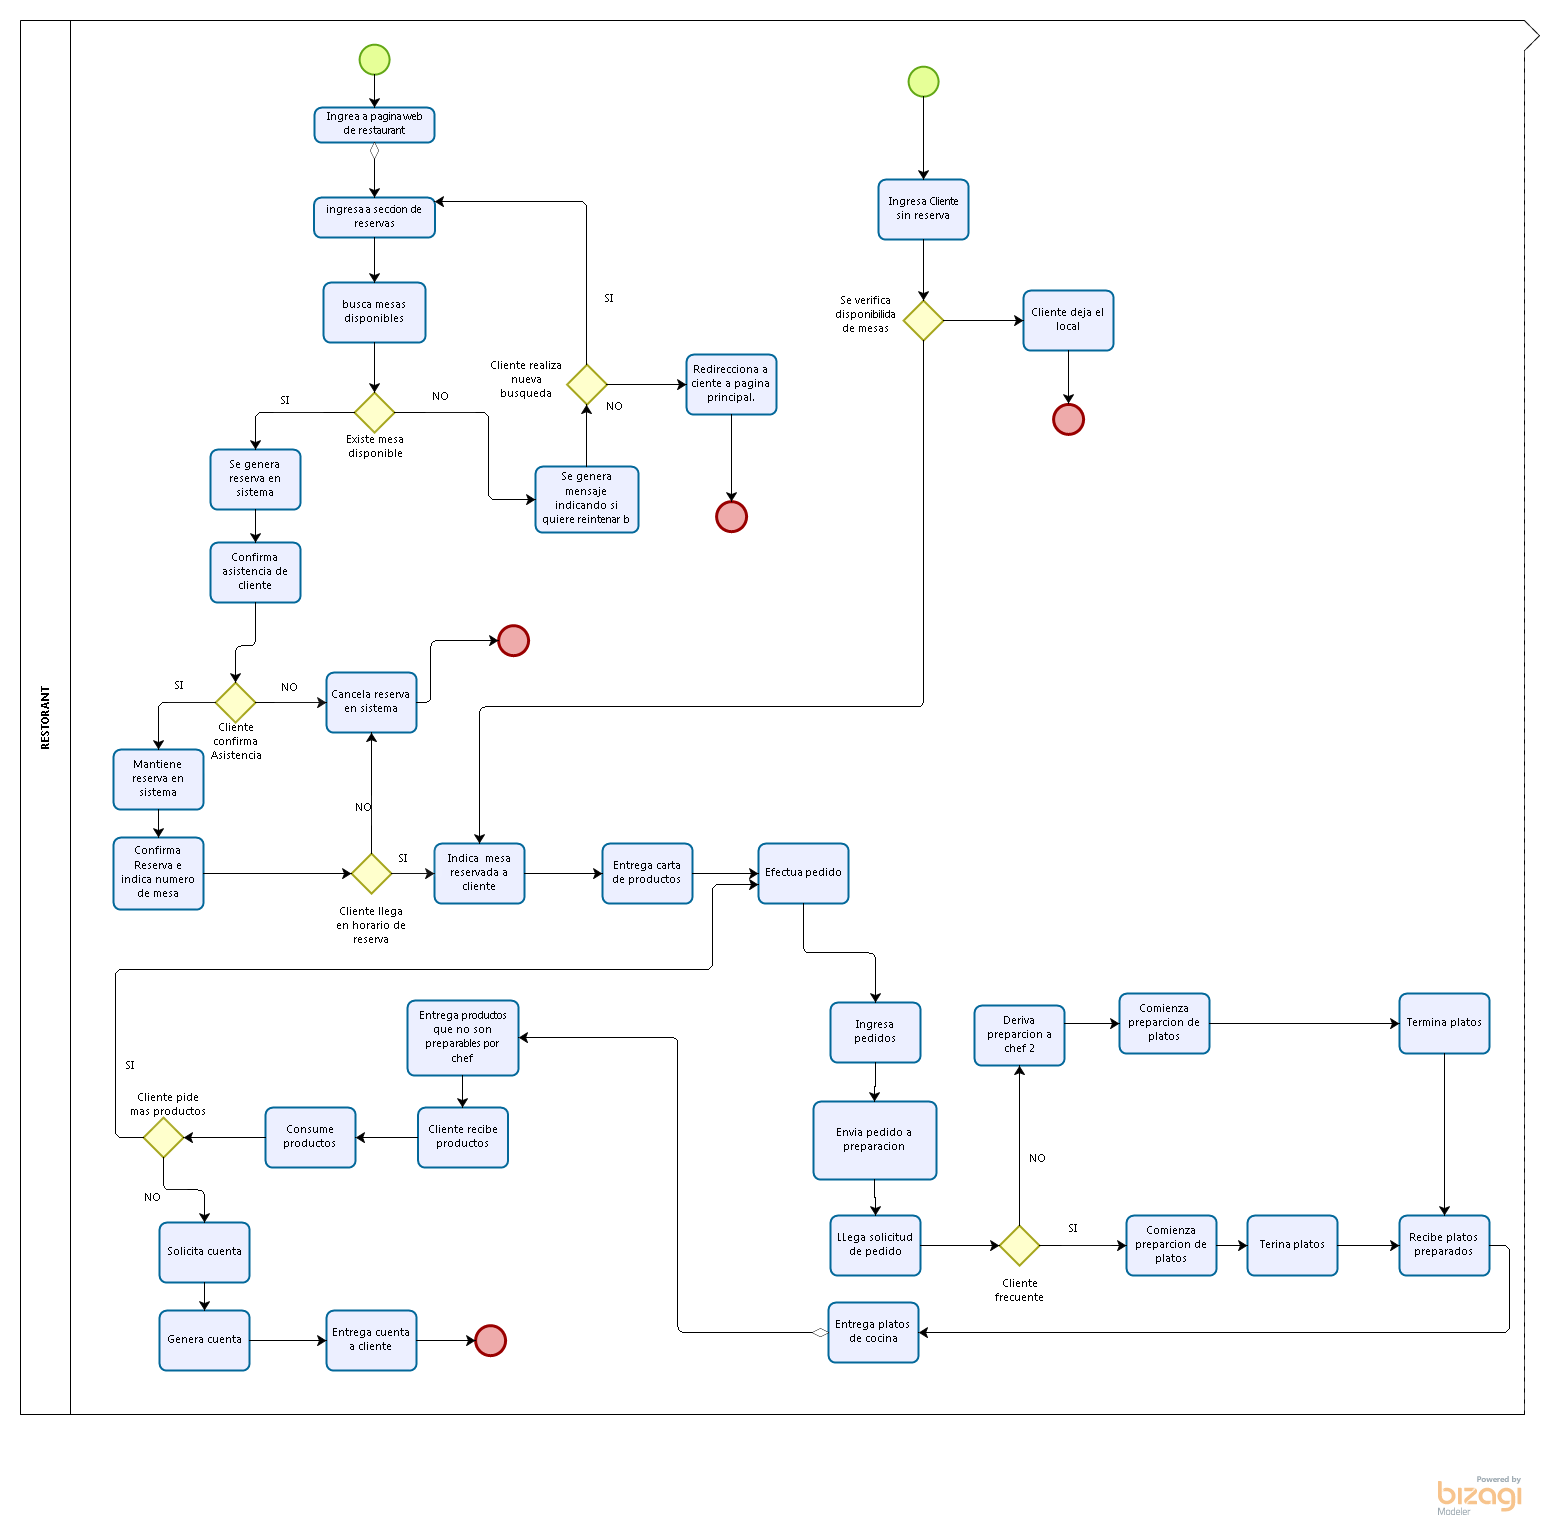 RESTORANT
Ingrea a pagina web
de restaurant
ingresa a seccion de
reservas
busca mesas
disponibles
Existe mesa
disponible
SI
NO
Se genera
reserva en
sistema
Confirma
asistencia de
cliente
Se genera
mensaje
indicando si
quiere reintenar b
Cliente realiza
nueva
busqueda
SI
NO
Redirecciona a
ciente a pagina
principal.
Ingresa Cliente
sin reserva
Se verifica
disponibilida
de mesas
Cliente deja el
local
SI
NO
Cliente
confirma
Asistencia
Cancela reserva
en sistema
Mantiene
reserva en
sistema
Confirma
Reserva e
indica numero
de mesa
NO
SI
Cliente llega
en horario de
reserva
Indica mesa
reservada a
cliente
Entrega carta
de productos
Efectua pedido
Ingresa
pedidos
Envia pedido a
preparacion
LLega solicitud
de pedido
Cliente
frecuente
NO
SI
Deriva
preparcion a
chef 2
Comienza
preparcion de
platos
Termina platos
Comienza
preparcion de
platos
Terina platos
Recibe platos
preparados
Entrega platos
de cocina
Entrega productos
que no son
preparables por
chef
Cliente recibe
productos
Consume
productos
Cliente pide
mas productos
SI
NO
Solicita cuenta
Genera cuenta
Entrega cuenta
a cliente
Powered by
bizagi
Modeler